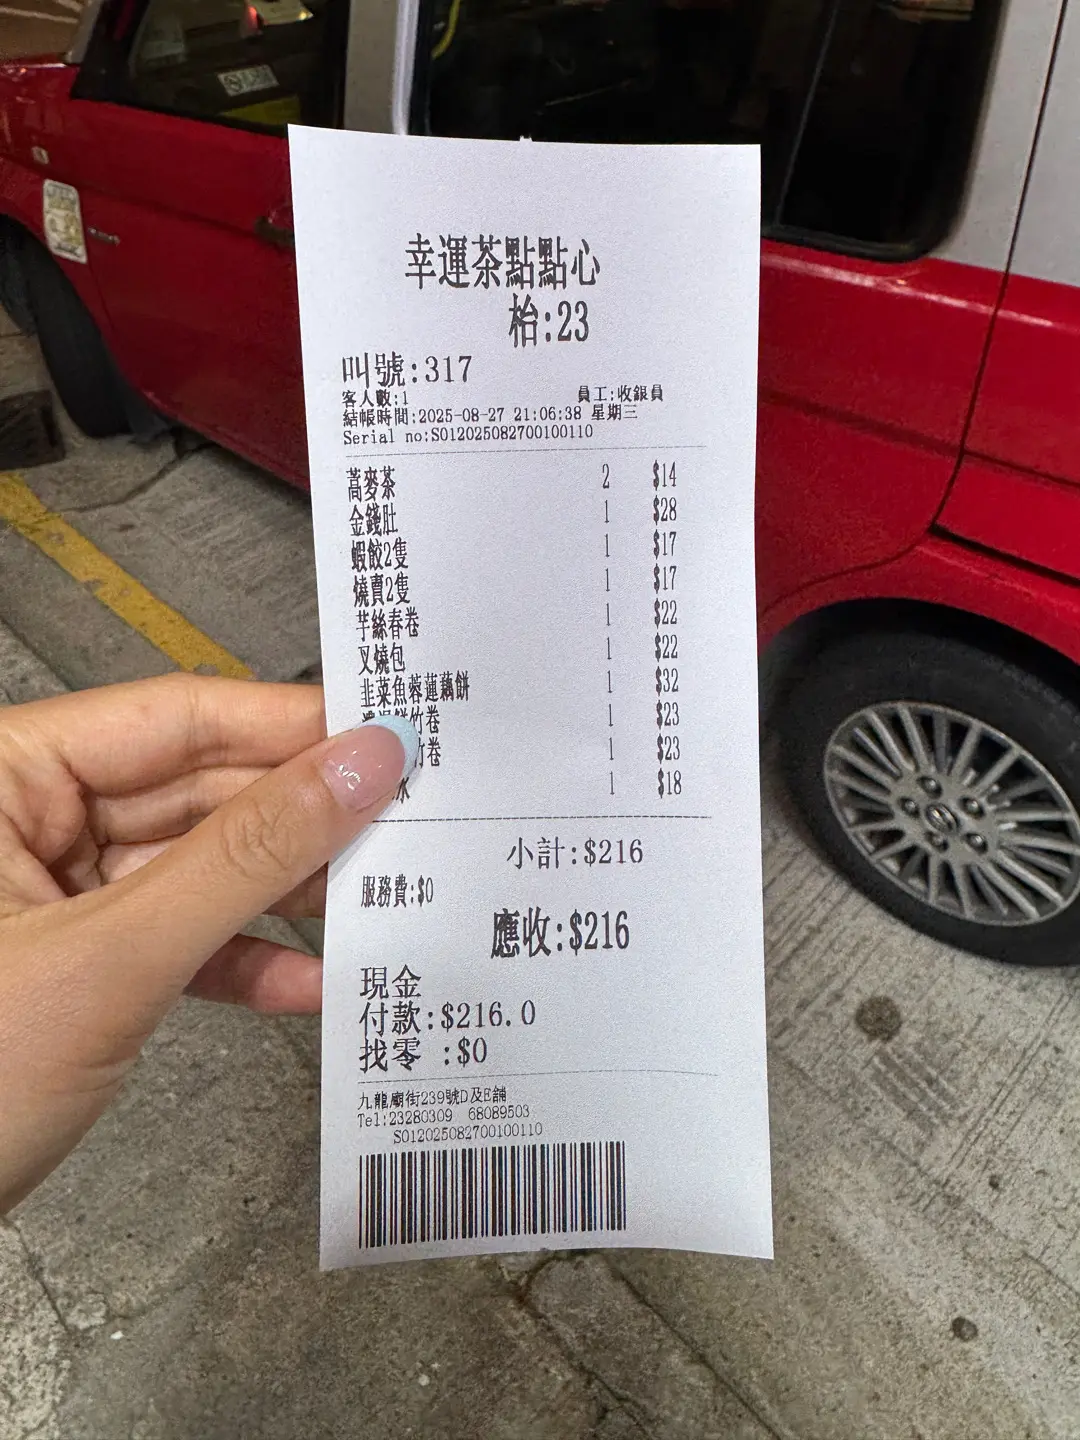 幸運茶點點心
枱:23
叫號:317
客人數:1 員工:收銀員
結帳時間:2025-08-27 21:06:38 星期三
Serial no:S012025082700100110
蕎麥茶 2 $14
金錢肚 1 $28
蝦餃2隻 1 $17
燒賣2隻 1 $17
芋絲春卷 1 $22
叉燒包 1 $22
韭菜魚蓉蓮藕餅 1 $32
鮮竹卷 1 $23
竹卷 1 $23
1 $18
小計:$216
服務費:$0
應收:$216
現金
付款:$216.0
找零 :$0
九龍廟街239號D及E舖
Tel:23280309 68089503
S012025082700100110